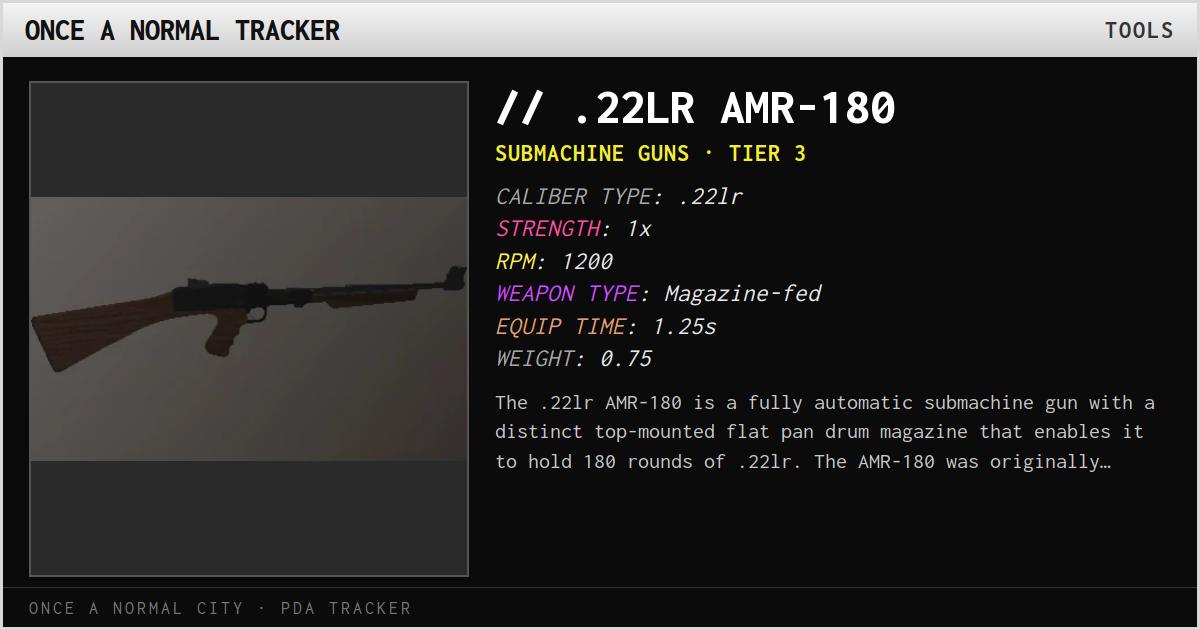 ONCE A NORMAL TRACKER
TOOLS
// .22LR AMR-180
SUBMACHINE GUNS · TIER 3
CALIBER TYPE: .22lr
STRENGTH: 1x
RPM: 1200
WEAPON TYPE: Magazine-fed
EQUIP TIME: 1.25s
WEIGHT: 0.75
The .22lr AMR-180 is a fully automatic submachine gun with a
distinct top-mounted flat pan drum magazine that enables it
to hold 180 rounds of .22lr. The AMR-180 was originally…
ONCE A NORMAL CITY · PDA TRACKER